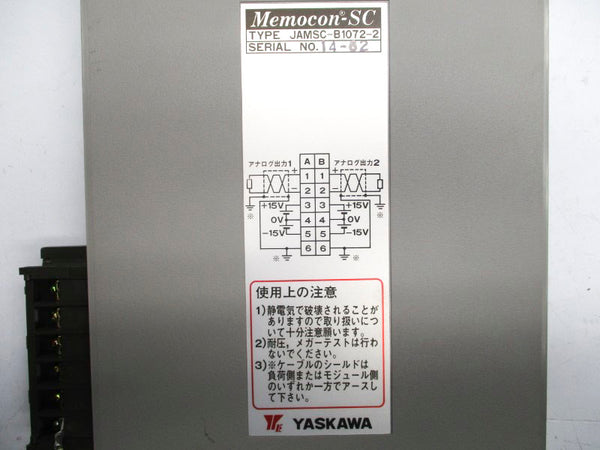 Memocon®-SC
TYPE JAMSC-B1072-2
SERIAL NO. 14-62
アナログ出力1 A B アナログ出力2
+ 1 1 +
− 2 2 −
※ +15V 3 3 +15V ※
0V 4 4 0V
-15V 5 5 -15V
※ 6 6 ※
使用上の注意
1)静電気で破壊されることが
ありますので取り扱いにつ
いて十分注意願います。
2)耐圧，メガーテストは行わ
ないでください。
3)※ケーブルのシールドは
負荷側またはモジュール側
のいずれか一方でアースし
て下さい。
YASKAWA